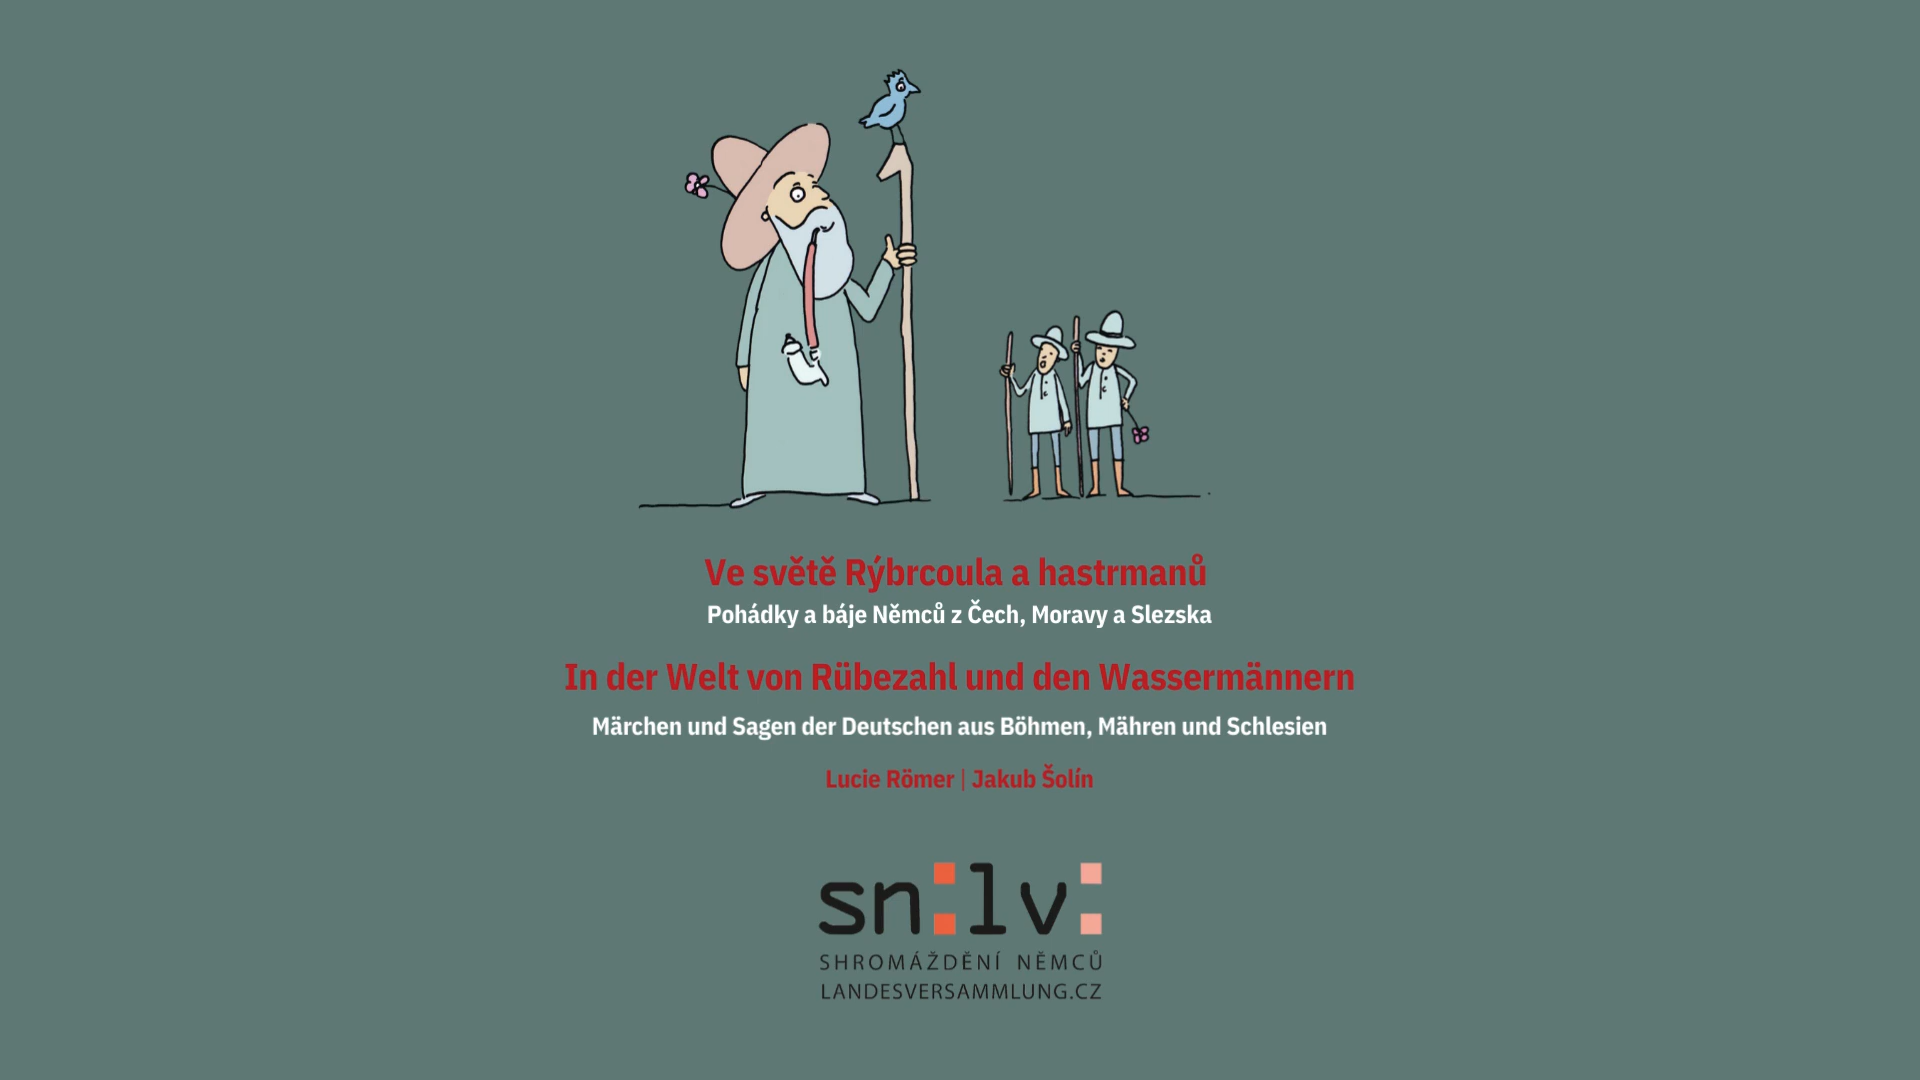 Ve světě Rýbrcoula a hastrmanů
Pohádky a báje Němců z Čech, Moravy a Slezska
In der Welt von Rübezahl und den Wassermännern
Märchen und Sagen der Deutschen aus Böhmen, Mähren und Schlesien
Lucie Römer | Jakub Šolín
sn:lv:
SHROMÁŽDĚNÍ NĚMCŮ
LANDESVERSAMMLUNG.CZ